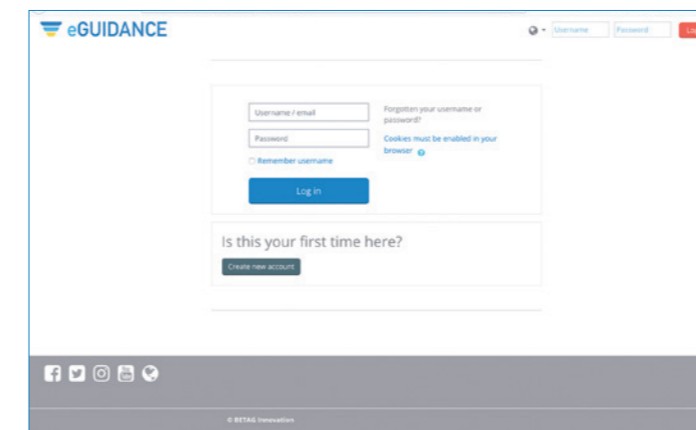 eGUIDANCE
Username
Password
Username / email
Forgotten your username or
password?
Password
Cookies must be enabled in your
browser
Remember username
Log in
Is this your first time here?
Create new account
© BETAG Innovation